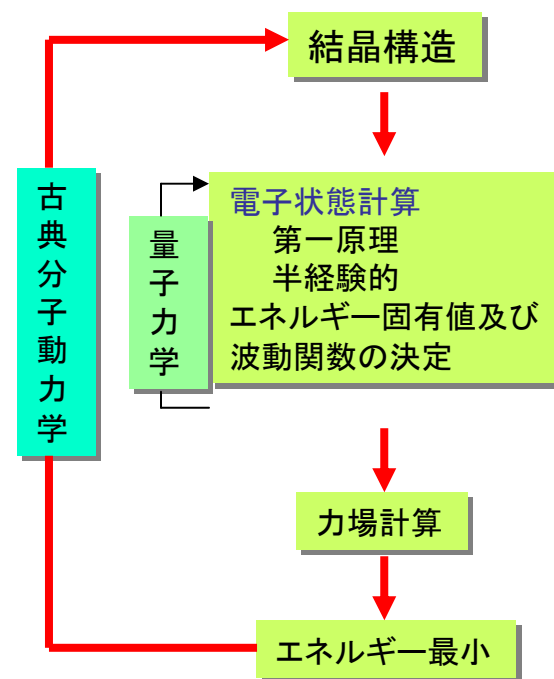 結晶構造
古典分子動力学
量子力学
電子状態計算
第一原理
半経験的
エネルギー固有値及び
波動関数の決定
力場計算
エネルギー最小